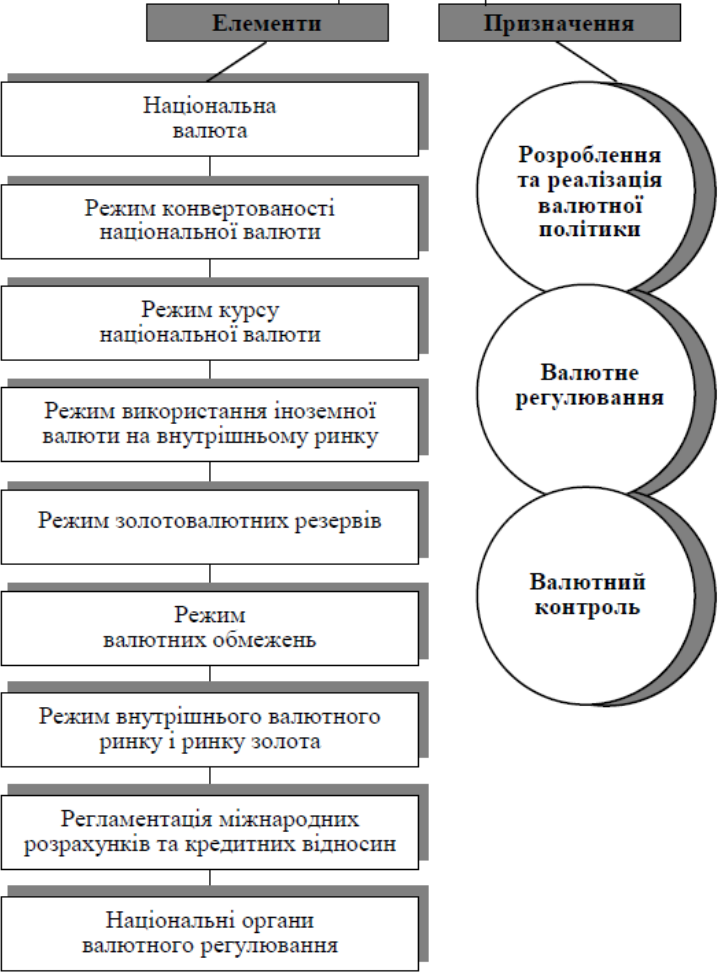 Елементи
Призначення
Національна
валюта
Режим конвертованості
національної валюти
Режим курсу
національної валюти
Режим використання іноземної
валюти на внутрішньому ринку
Режим золотовалютних резервів
Режим
валютних обмежень
Режим внутрішнього валютного
ринку і ринку золота
Регламентація міжнародних
розрахунків та кредитних відносин
Національні органи
валютного регулювання
Розроблення
та реалізація
валютної
політики
Валютне
регулювання
Валютний
контроль